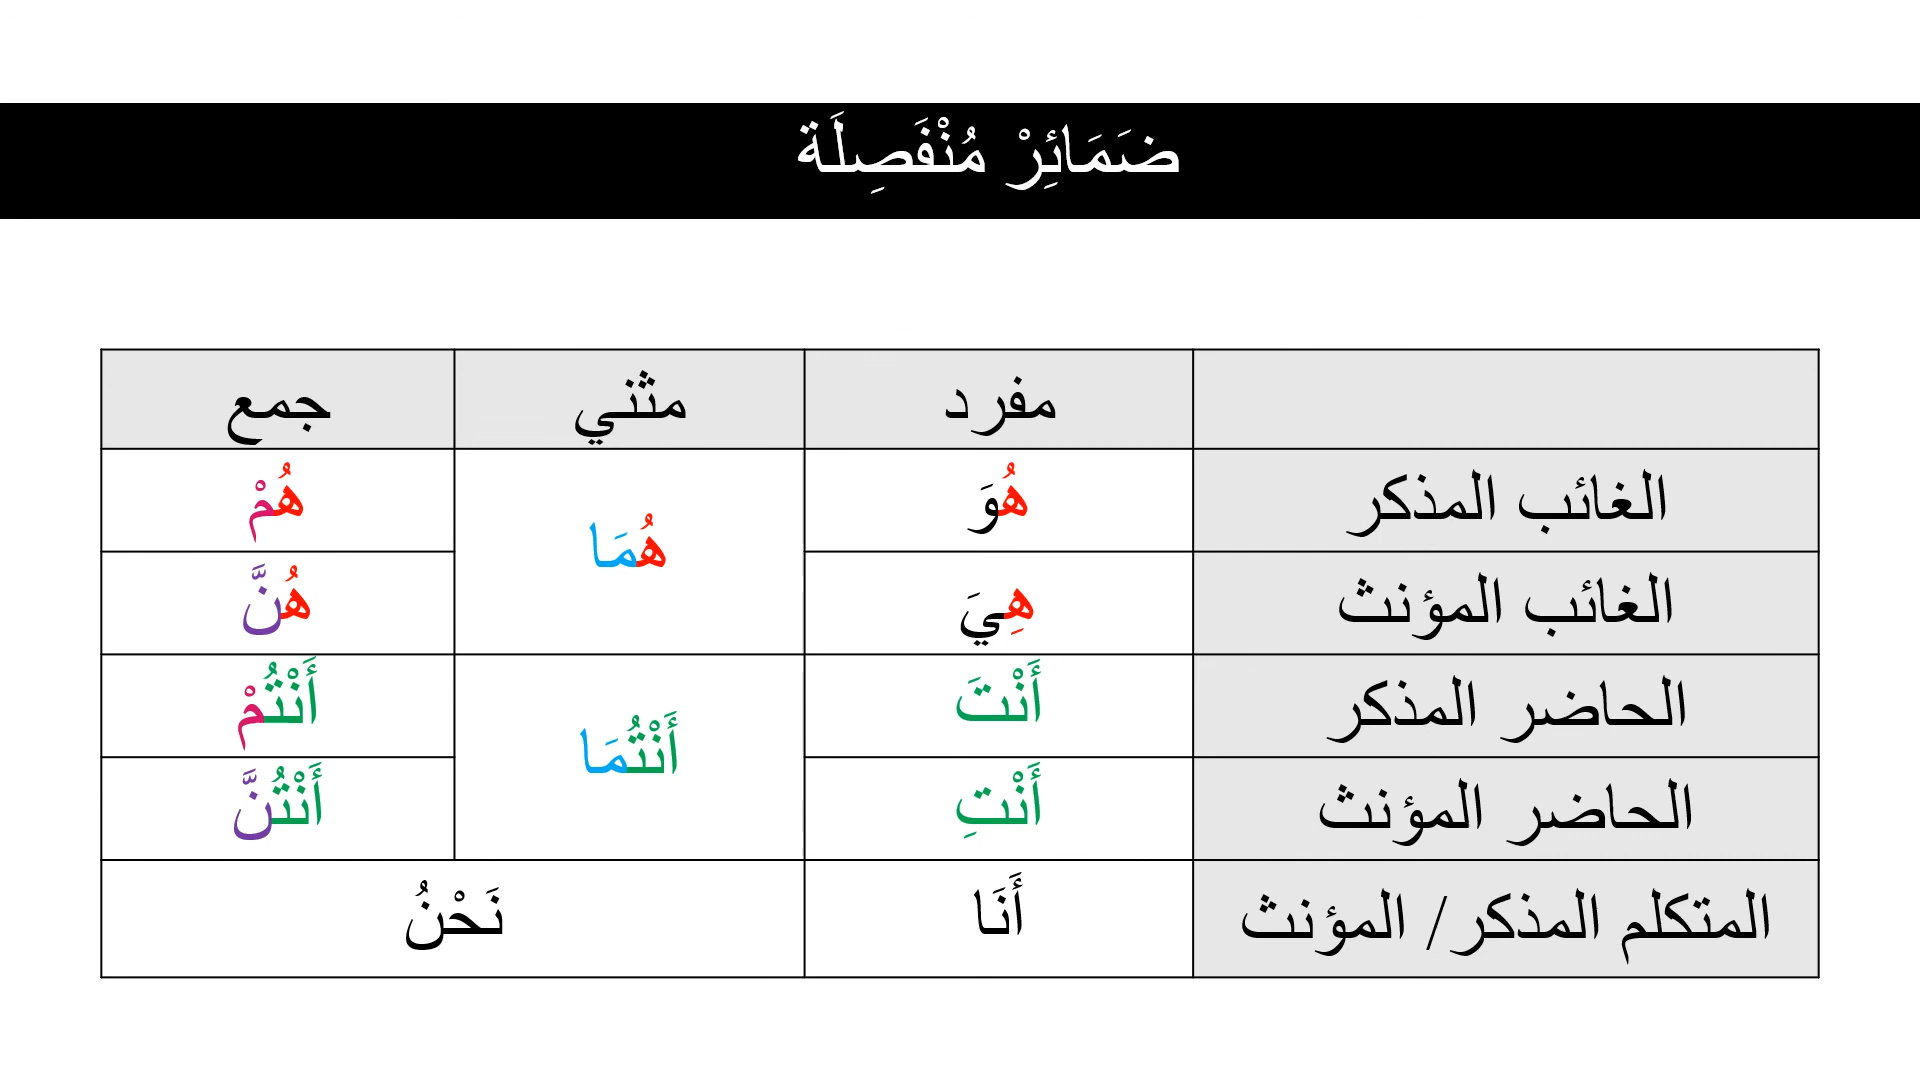 ضَمَائِرْ مُنْفَصِلَة
مفرد مثني جمع
الغائب المذكر هُوَ هُمَا هُمْ
الغائب المؤنث هِيَ هُنَّ
الحاضر المذكر أَنْتَ أَنْتُمَا أَنْتُمْ
الحاضر المؤنث أَنْتِ أَنْتُنَّ
المتكلم المذكر/ المؤنث أَنَا نَحْنُ